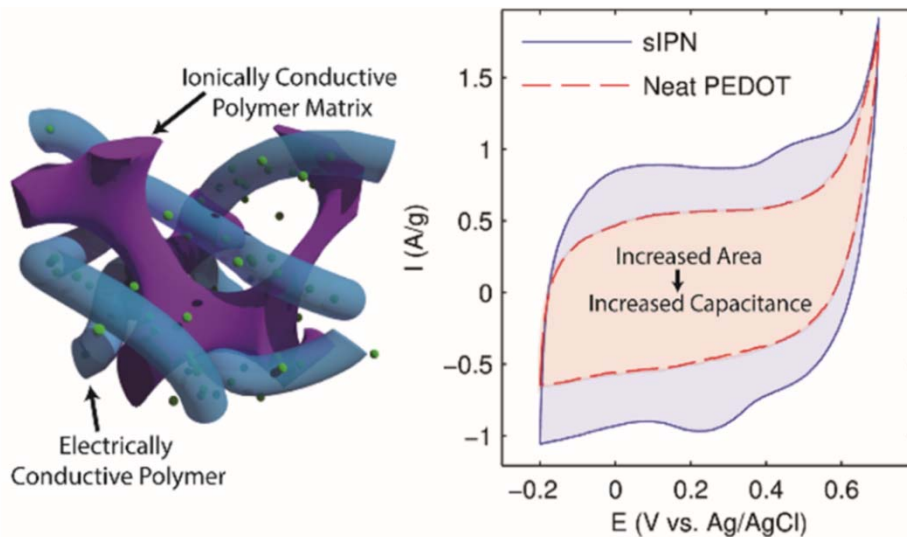 Ionically Conductive
Polymer Matrix
Electrically
Conductive Polymer
sIPN
Neat PEDOT
1.5
1
0.5
0
−0.5
−1
I (A/g)
Increased Area
Increased Capacitance
−0.2
0
0.2
0.4
0.6
E (V vs. Ag/AgCl)